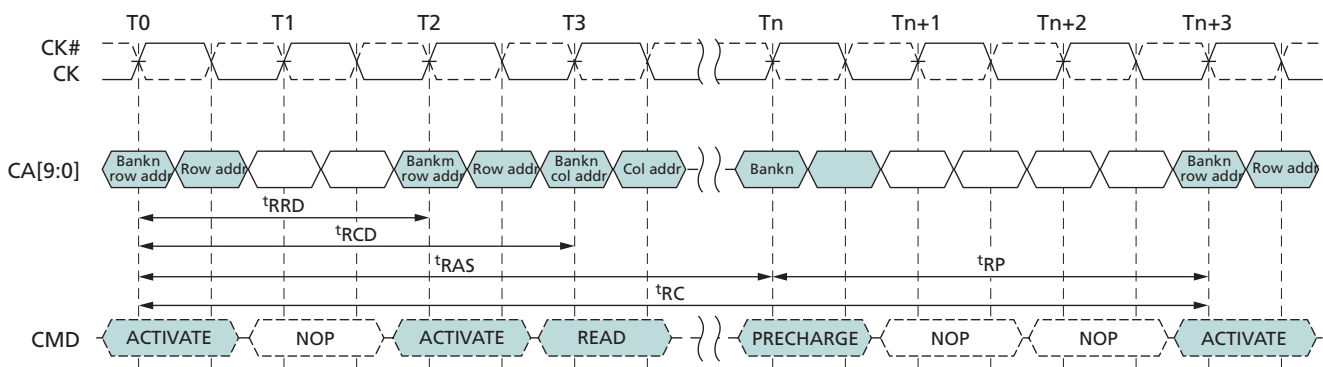 T0 T1 T2 T3 Tn Tn+1 Tn+2 Tn+3
CK#
CK
CA[9:0]
Bankn row addr Row addr Bankm row addr Row addr Bankn col addr Col addr Bankn Bankn row addr Row addr
tRRD
tRCD
tRAS tRP
tRC
CMD ACTIVATE NOP ACTIVATE READ PRECHARGE NOP NOP ACTIVATE